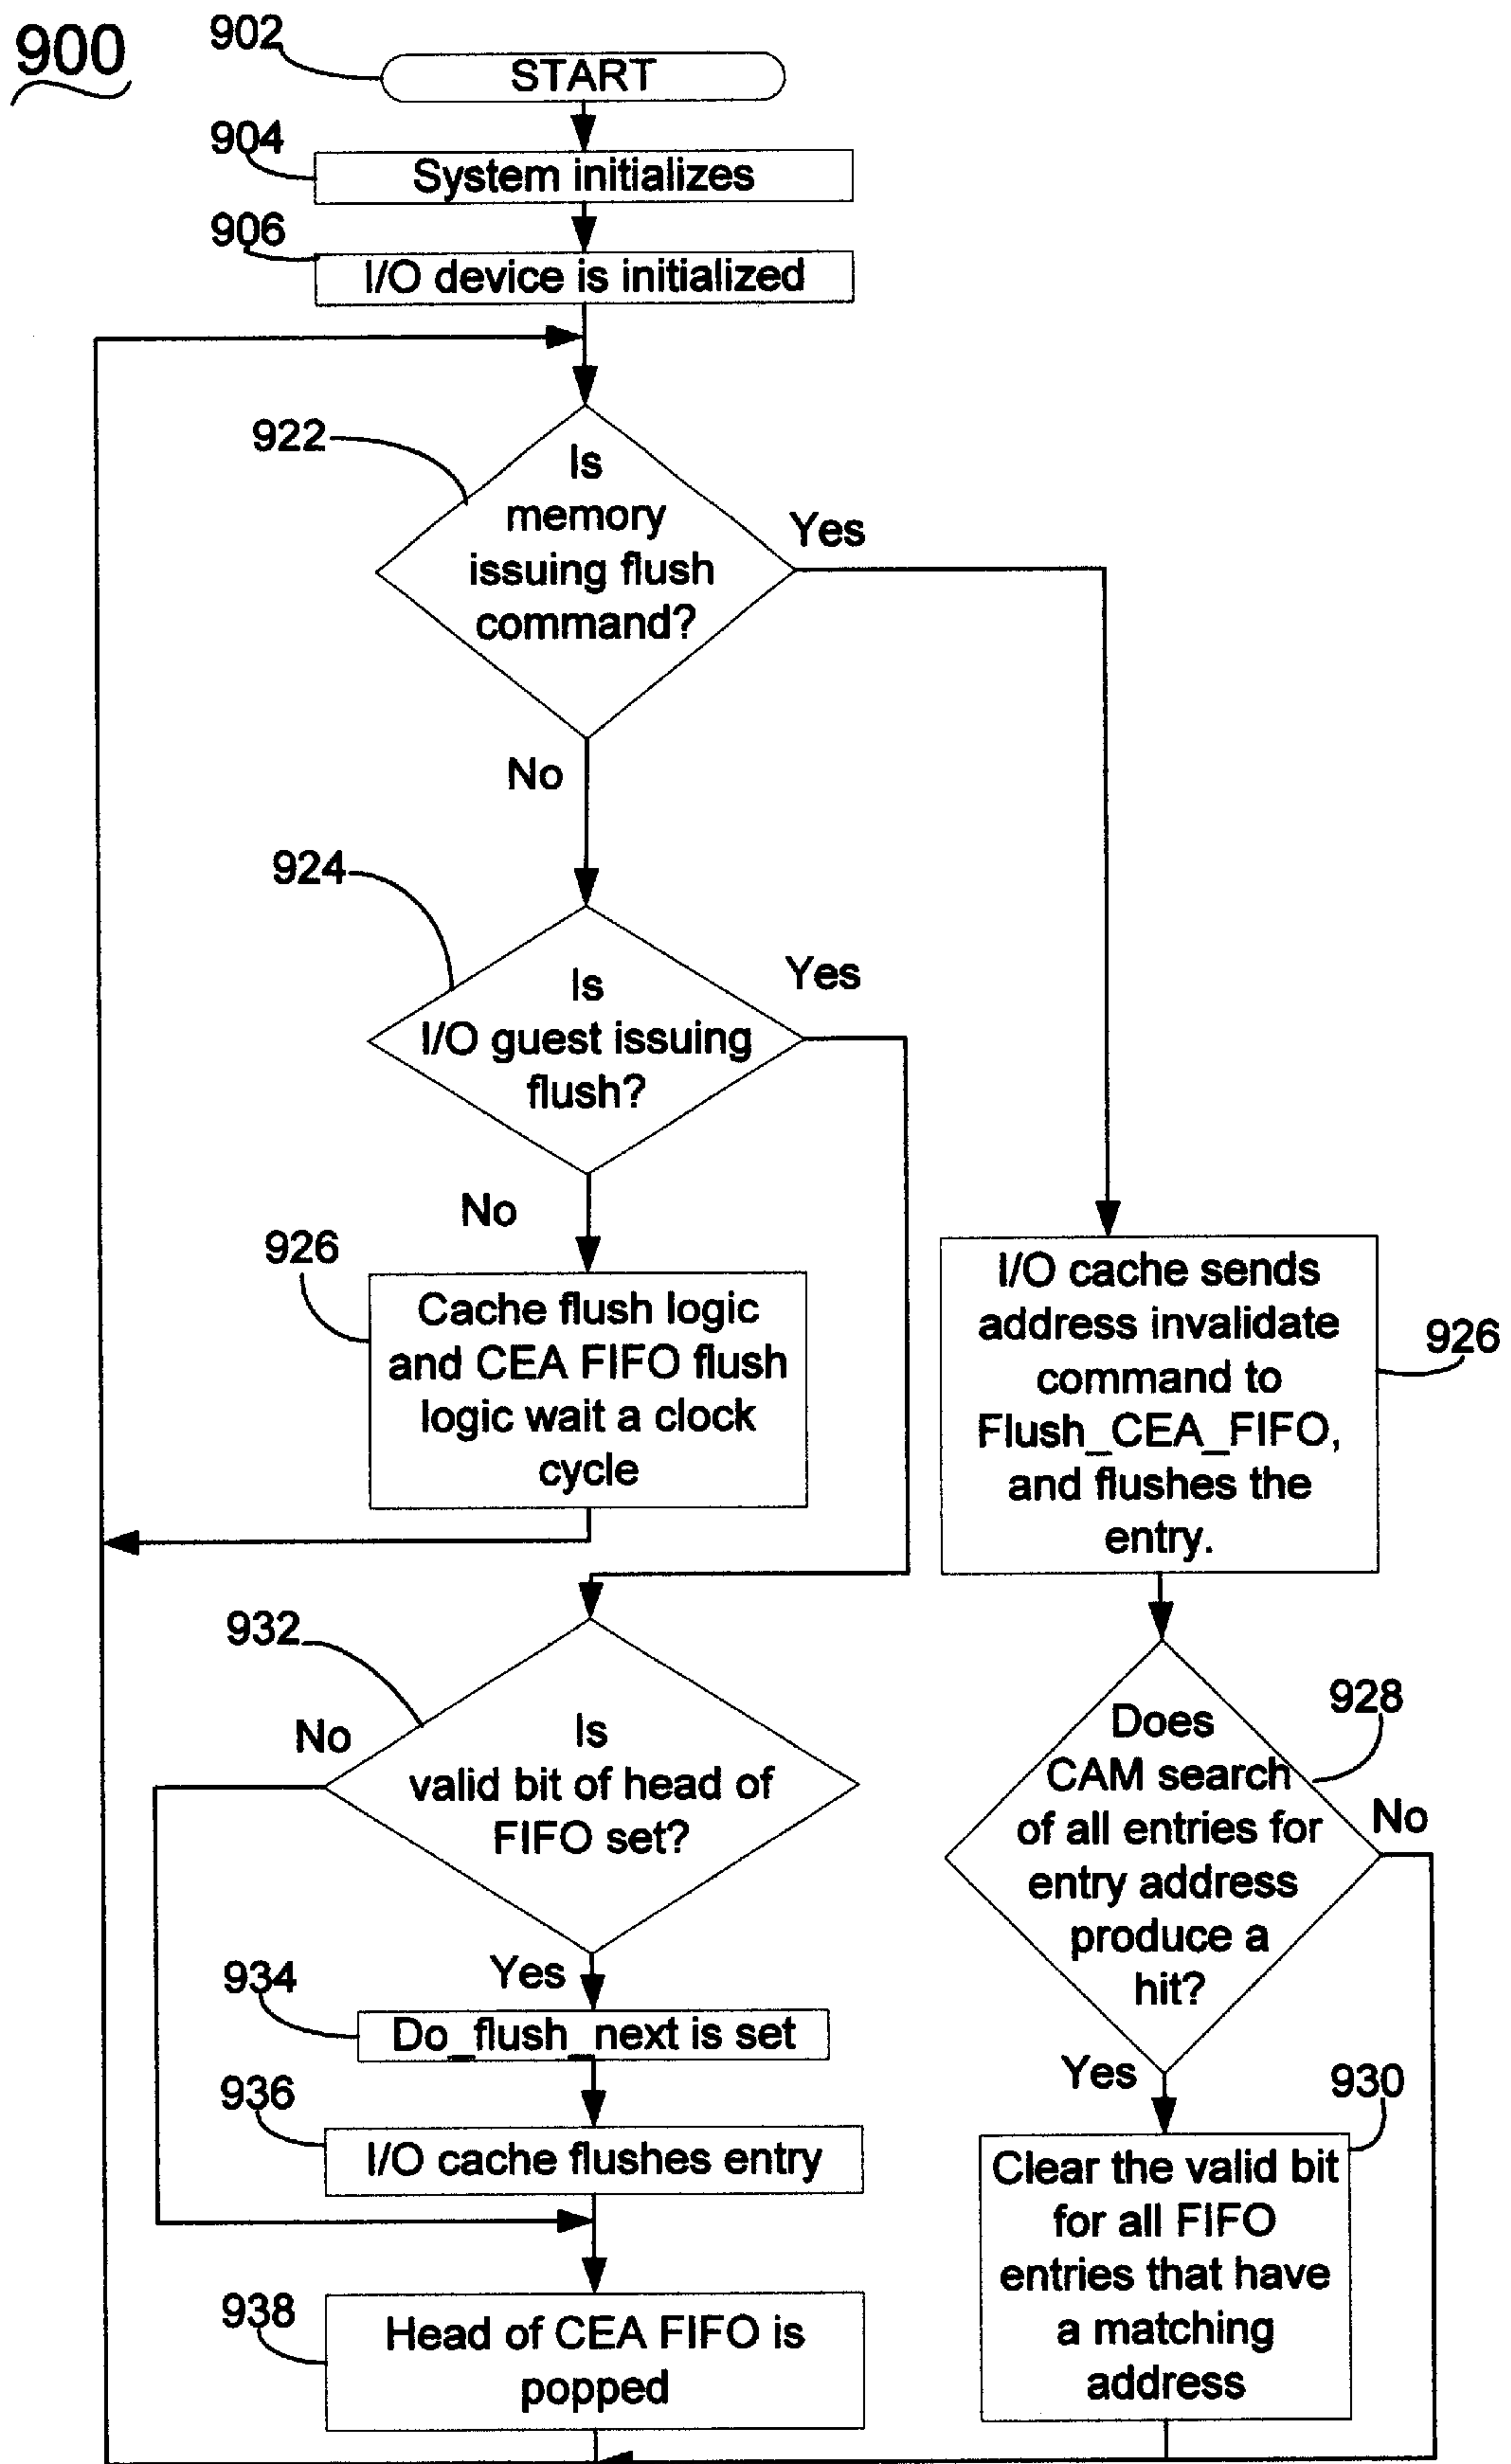 900
902
START
904
System initializes
906
I/O device is initialized
922
Is
memory
issuing flush
command?
Yes
No
924
Is
I/O guest issuing
flush?
Yes
No
926
Cache flush logic
and CEA FIFO flush
logic wait a clock
cycle
I/O cache sends
address invalidate
command to
Flush_CEA_FIFO,
and flushes the
entry.
926
932
No
Is
valid bit of head of
FIFO set?
Yes
928
Does
CAM search
of all entries for
entry address
produce a
hit?
No
Yes
934
Do_flush_next is set
936
I/O cache flushes entry
930
Clear the valid bit
for all FIFO
entries that have
a matching
address
938
Head of CEA FIFO is
popped